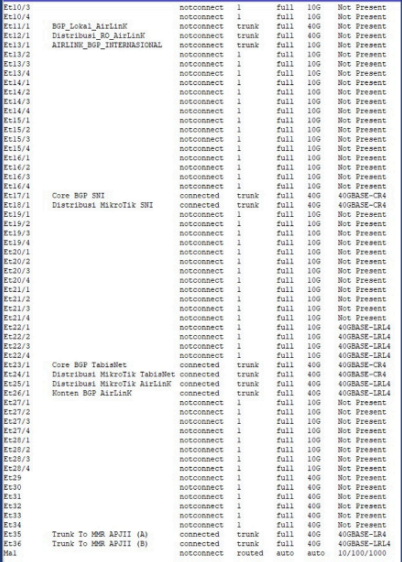 Et10/3 notconnect 1 full 10G Not Present
Et10/4 notconnect 1 full 10G Not Present
Et11/1 BGP_Lokal_AirLinK notconnect trunk full 40G Not Present
Et12/1 Distribusi_RO_AirLinK notconnect trunk full 40G Not Present
Et13/1 AIRLINK_BGP_INTERNASIONAL notconnect trunk full 10G Not Present
Et13/2 notconnect 1 full 10G Not Present
Et13/3 notconnect 1 full 10G Not Present
Et13/4 notconnect 1 full 10G Not Present
Et14/1 notconnect 1 full 10G Not Present
Et14/2 notconnect 1 full 10G Not Present
Et14/3 notconnect 1 full 10G Not Present
Et14/4 notconnect 1 full 10G Not Present
Et15/1 notconnect 1 full 10G Not Present
Et15/2 notconnect 1 full 10G Not Present
Et15/3 notconnect 1 full 10G Not Present
Et15/4 notconnect 1 full 10G Not Present
Et16/1 notconnect 1 full 10G Not Present
Et16/2 notconnect 1 full 10G Not Present
Et16/3 notconnect 1 full 10G Not Present
Et16/4 notconnect 1 full 10G Not Present
Et17/1 Core BGP SNI connected trunk full 40G 40GBASE-CR4
Et18/1 Distribusi MikroTik SNI connected trunk full 40G 40GBASE-CR4
Et19/1 notconnect 1 full 10G Not Present
Et19/2 notconnect 1 full 10G Not Present
Et19/3 notconnect 1 full 10G Not Present
Et19/4 notconnect 1 full 10G Not Present
Et20/1 notconnect 1 full 10G Not Present
Et20/2 notconnect 1 full 10G Not Present
Et20/3 notconnect 1 full 10G Not Present
Et20/4 notconnect 1 full 10G Not Present
Et21/1 notconnect 1 full 10G Not Present
Et21/2 notconnect 1 full 10G Not Present
Et21/3 notconnect 1 full 10G Not Present
Et21/4 notconnect 1 full 10G Not Present
Et22/1 notconnect 1 full 10G 40GBASE-LRL4
Et22/2 notconnect 1 full 10G 40GBASE-LRL4
Et22/3 notconnect 1 full 10G 40GBASE-LRL4
Et22/4 notconnect 1 full 10G 40GBASE-LRL4
Et23/1 Core BGP TabisNet connected trunk full 40G 40GBASE-CR4
Et24/1 Distribusi MikroTik TabisNet connected trunk full 40G 40GBASE-CR4
Et25/1 Distribusi MikroTik AirLinK connected trunk full 40G 40GBASE-LRL4
Et26/1 Konten BGP AirLinK connected trunk full 40G 40GBASE-LRL4
Et27/1 notconnect 1 full 10G Not Present
Et27/2 notconnect 1 full 10G Not Present
Et27/3 notconnect 1 full 10G Not Present
Et27/4 notconnect 1 full 10G Not Present
Et28/1 notconnect 1 full 10G Not Present
Et28/2 notconnect 1 full 10G Not Present
Et28/3 notconnect 1 full 10G Not Present
Et28/4 notconnect 1 full 10G Not Present
Et29 notconnect 1 full 40G Not Present
Et30 notconnect 1 full 40G Not Present
Et31 notconnect 1 full 40G Not Present
Et32 notconnect 1 full 40G Not Present
Et33 notconnect 1 full 40G Not Present
Et34 notconnect 1 full 40G Not Present
Et35 Trunk To MMR APJII (A) connected trunk full 40G 40GBASE-LR4
Et36 Trunk To MMR APJII (B) connected trunk full 40G 40GBASE-LRL4
Ma1 notconnect routed auto auto 10/100/1000